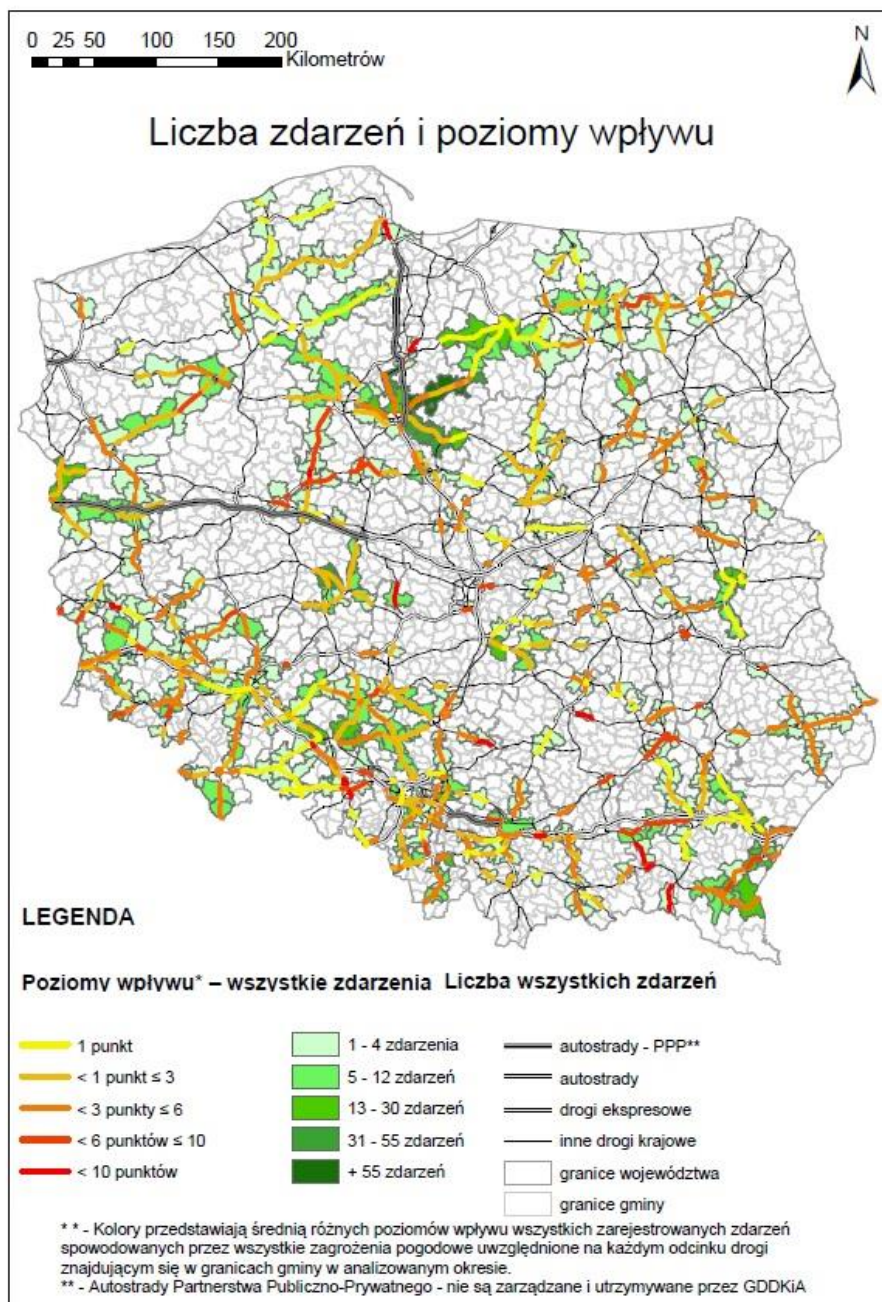 0 25 50 100 150 200
Kilometrów
N
Liczba zdarzeń i poziomy wpływu
LEGENDA
Poziomy wpływu* – wszystkie zdarzenia
1 punkt
< 1 punkt ≤ 3
< 3 punkty ≤ 6
< 6 punktów ≤ 10
< 10 punktów
Liczba wszystkich zdarzeń
1 - 4 zdarzenia
5 - 12 zdarzeń
13 - 30 zdarzeń
31 - 55 zdarzeń
+ 55 zdarzeń
autostrady - PPP**
autostrady
drogi ekspresowe
inne drogi krajowe
granice województwa
granice gminy
* * - Kolory przedstawiają średnią różnych poziomów wpływu wszystkich zarejestrowanych zdarzeń
spowodowanych przez wszystkie zagrożenia pogodowe uwzględnione na każdym odcinku drogi
znajdującym się w granicach gminy w analizowanym okresie.
** - Autostrady Partnerstwa Publiczno-Prywatnego - nie są zarządzane i utrzymywane przez GDDKiA